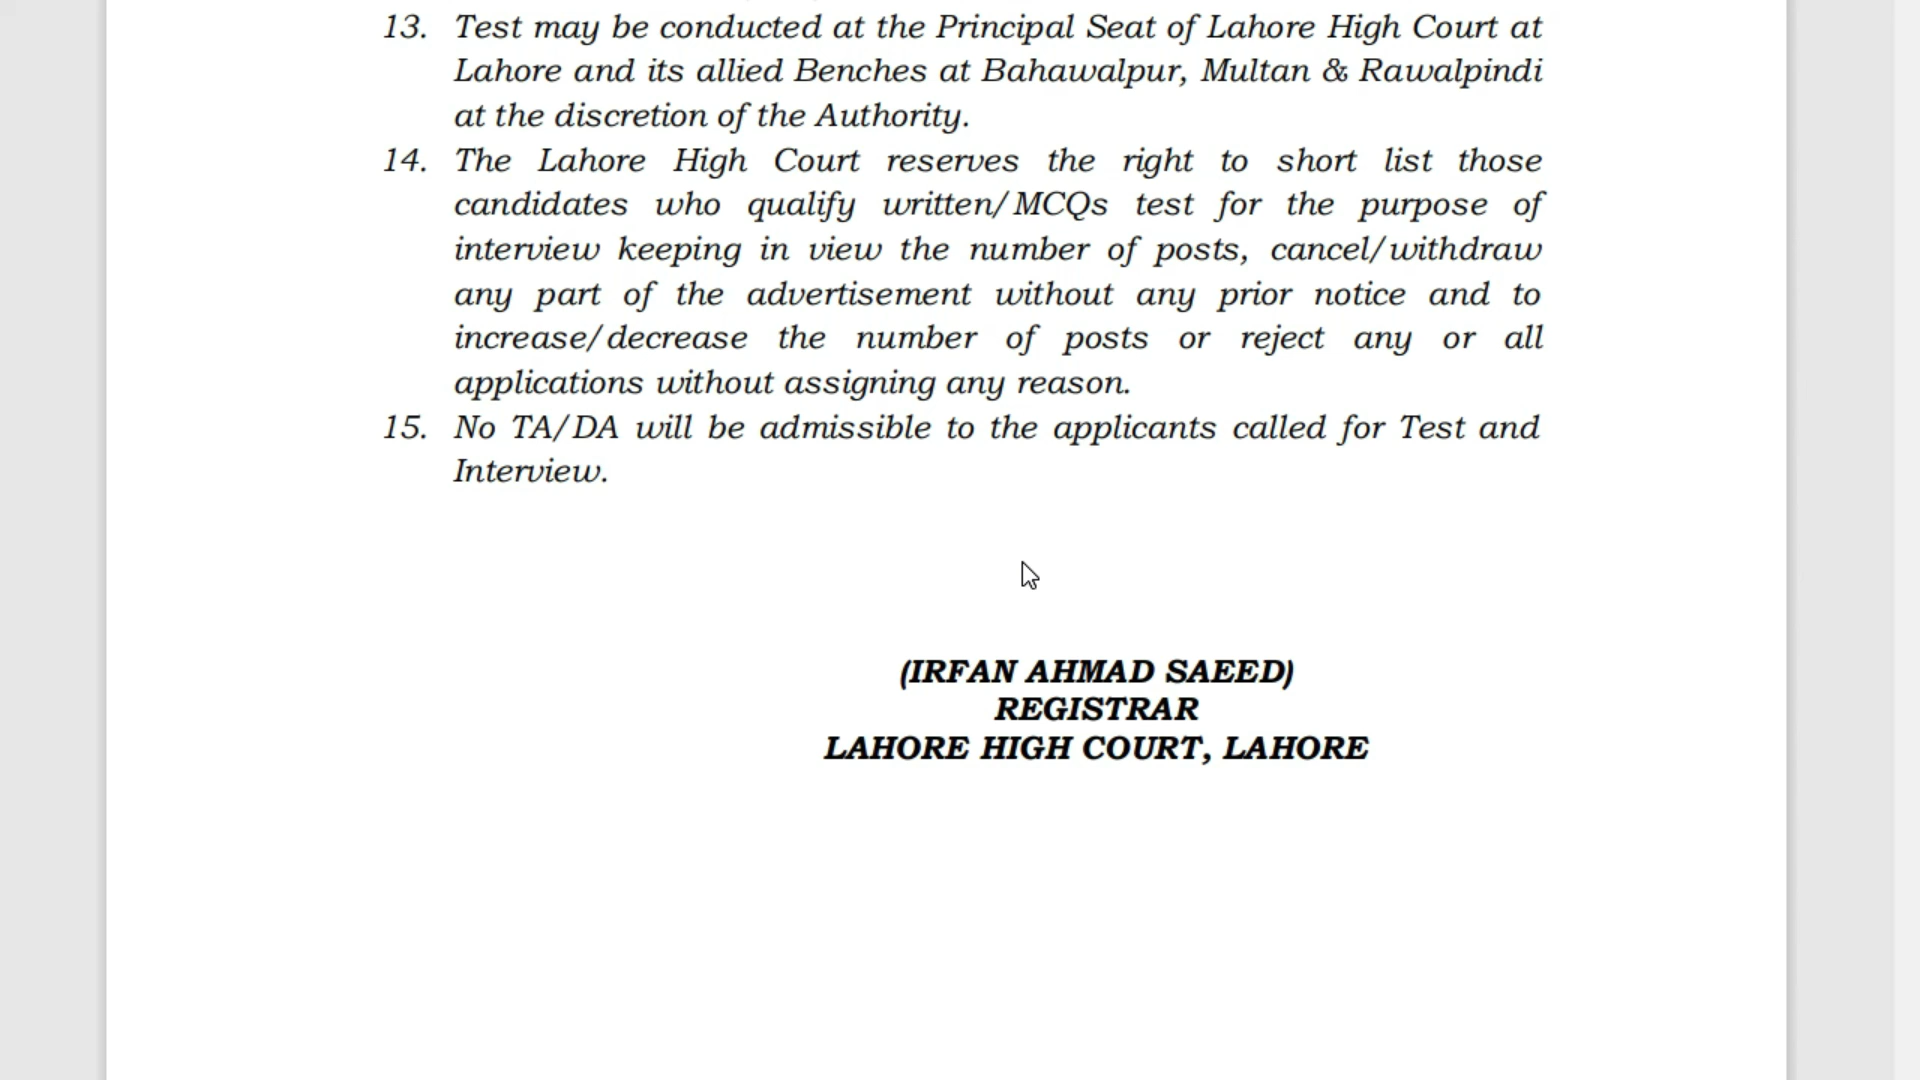 13. Test may be conducted at the Principal Seat of Lahore High Court at
Lahore and its allied Benches at Bahawalpur, Multan & Rawalpindi
at the discretion of the Authority.
14. The Lahore High Court reserves the right to short list those
candidates who qualify written/MCQs test for the purpose of
interview keeping in view the number of posts, cancel/withdraw
any part of the advertisement without any prior notice and to
increase/decrease the number of posts or reject any or all
applications without assigning any reason.
15. No TA/DA will be admissible to the applicants called for Test and
Interview.
(IRFAN AHMAD SAEED)
REGISTRAR
LAHORE HIGH COURT, LAHORE